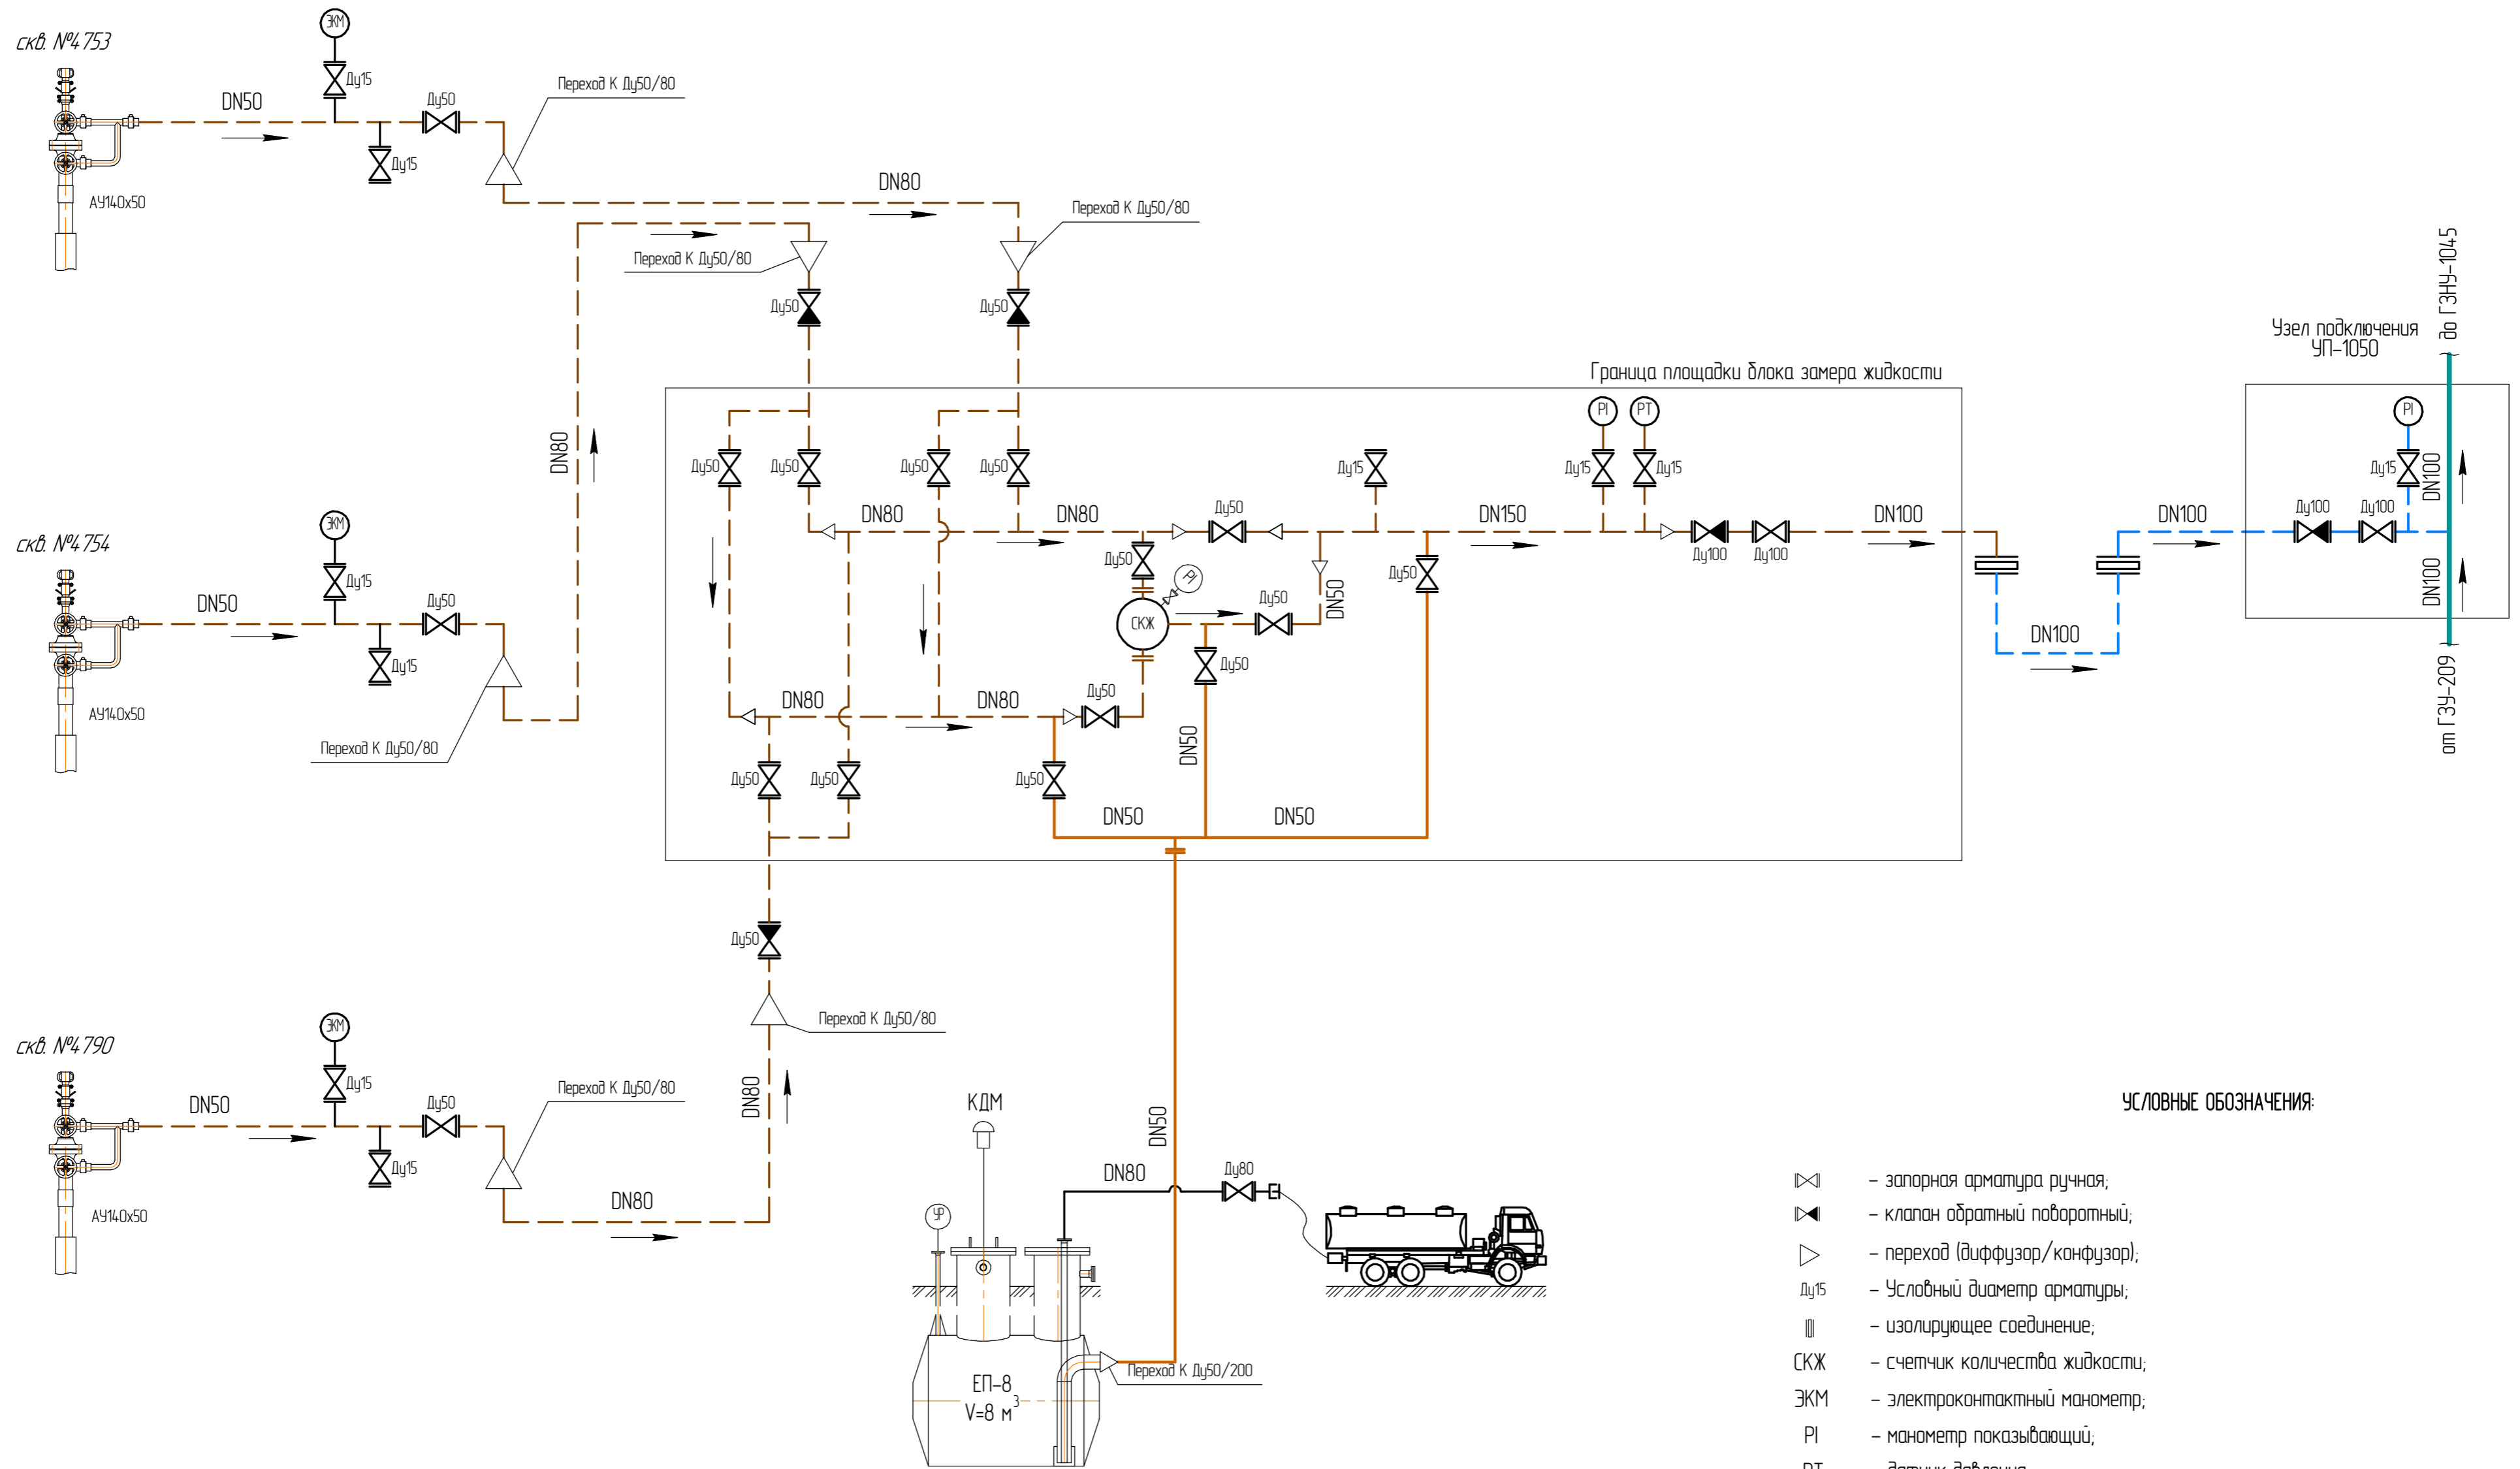 скв. №4753
ЭКМ
Ду15
DN50
Ду50
Переход К Ду50/80
Ду15
АУ140х50
DN80
Переход К Ду50/80
Переход К Ду50/80
Ду50
Ду50
до ГЗНУ-1045
Узел подключения
УП-1050
Граница площадки блока замера жидкости
PI
PT
PI
DN80
Ду50
Ду50
Ду50
Ду50
Ду15
Ду15
Ду15
Ду15
DN100
скв. №4754
ЭКМ
Ду15
DN80
DN80
Ду50
DN150
DN100
DN100
Ду100
Ду100
Ду50
Ду100
Ду100
Ду50
PI
DN50
DN100
DN50
Ду50
Ду50
СКЖ
DN100
Ду15
Ду50
АУ140х50
DN80
DN80
Ду50
DN50
от ГЗУ-209
Переход К Ду50/80
Ду50
Ду50
Ду50
DN50
DN50
Ду50
Переход К Ду50/80
скв. №4790
ЭКМ
Ду15
DN50
Ду50
Переход К Ду50/80
DN80
КДМ
DN50
УСЛОВНЫЕ ОБОЗНАЧЕНИЯ:
Ду15
АУ140х50
DN80
УР
DN80
Ду80
– запорная арматура ручная;
– клапан обратный поворотный;
– переход (диффузор/конфузор);
Ду15 – Условный диаметр арматуры;
– изолирующее соединение;
СКЖ – счетчик количества жидкости;
ЭКМ – электроконтактный манометр;
PI – манометр показывающий;
Переход К Ду50/200
ЕП-8
V=8 м3